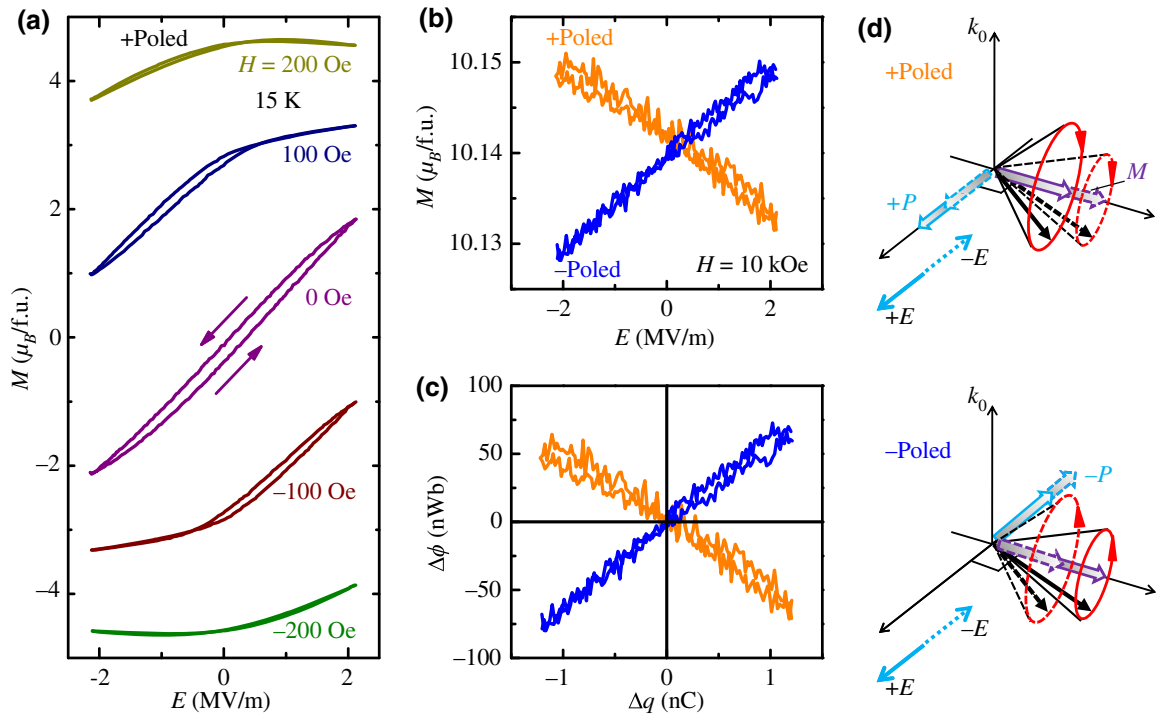 (a)
+Poled
H = 200 Oe
15 K
100 Oe
0 Oe
−100 Oe
−200 Oe
4
2
0
−2
−4
M (μB/f.u.)
-2
0
2
E (MV/m)
(b)
+Poled
−Poled
H = 10 kOe
10.15
10.14
10.13
M (μB/f.u.)
−2
0
2
E (MV/m)
(c)
100
50
0
−50
−100
Δϕ (nWb)
−1
0
1
Δq (nC)
(d)
k0
+Poled
M
+P
−E
+E
k0
−Poled
−P
−E
+E